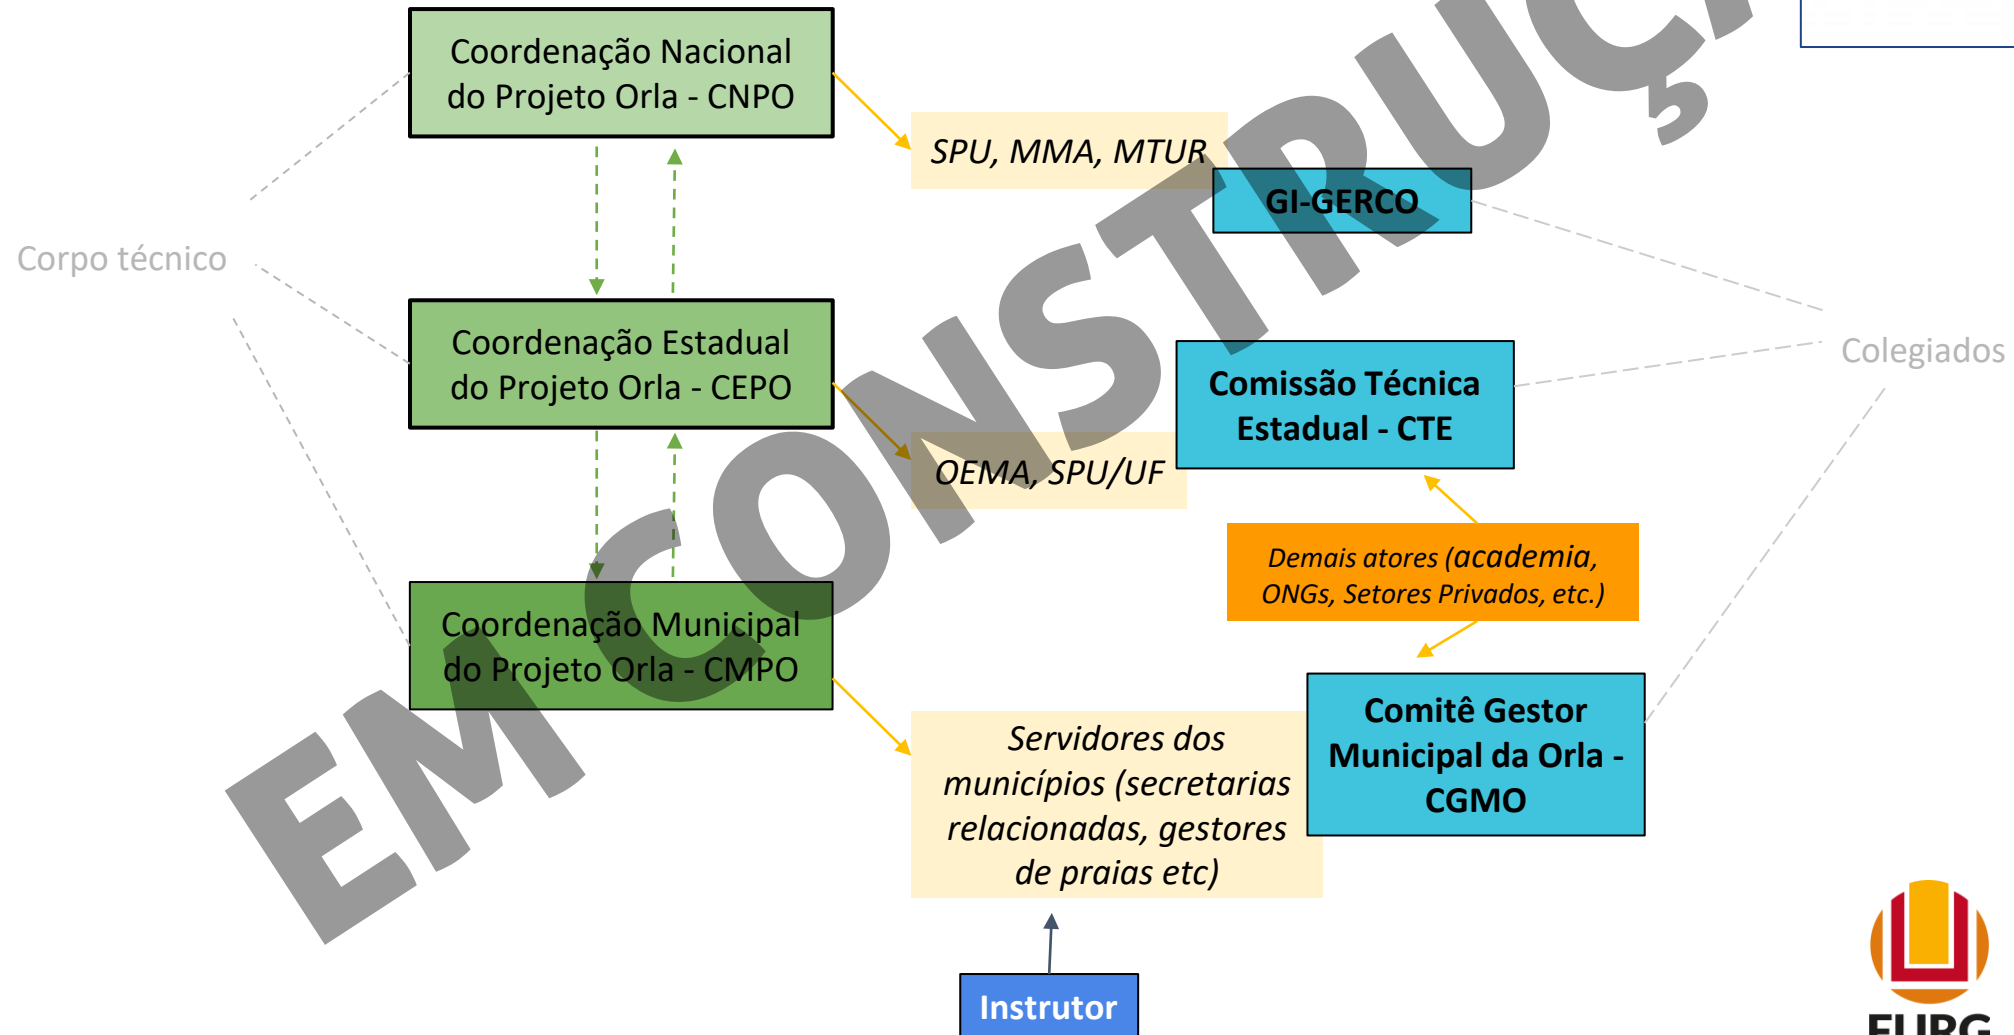 Coordenação Nacional
do Projeto Orla - CNPO
SPU, MMA, MTUR
GI-GERCO
Corpo técnico
Coordenação Estadual
do Projeto Orla - CEPO
Colegiados
Comissão Técnica
Estadual - CTE
OEMA, SPU/UF
Demais atores (academia,
ONGs, Setores Privados, etc.)
Coordenação Municipal
do Projeto Orla - CMPO
Comitê Gestor
Municipal da Orla -
CGMO
Servidores dos
municípios (secretarias
relacionadas, gestores
de praias etc)
Instrutor
FURG
EM CONSTRUÇÃ